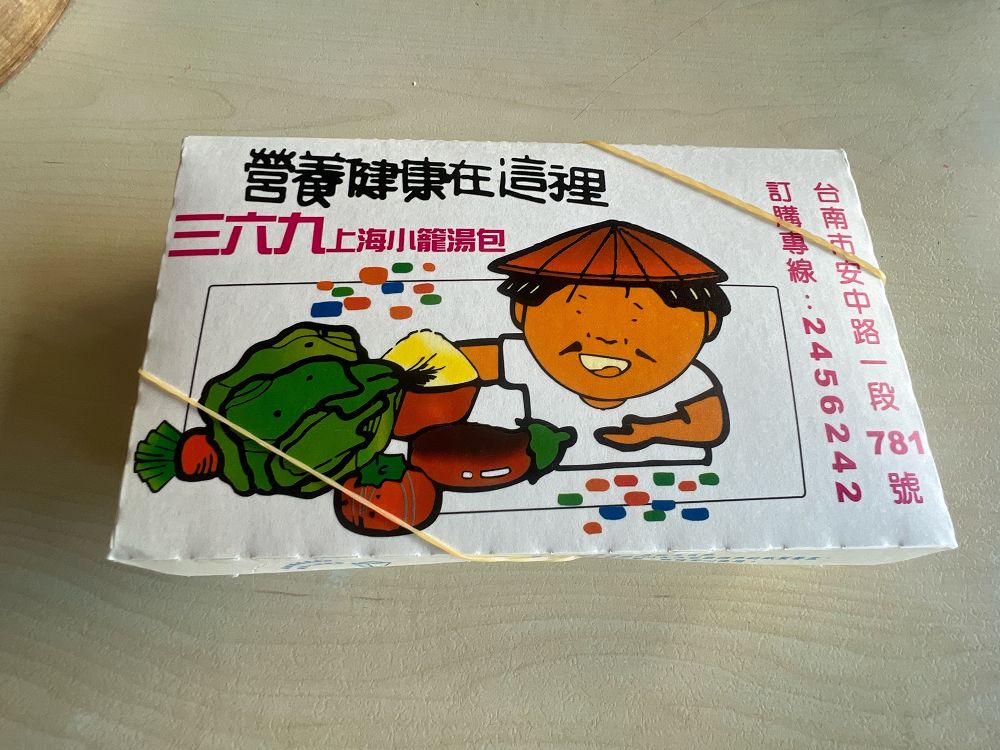 營養健康在這裡
三六九上海小籠湯包
台南市安中路一段781號
訂購專線：2456242